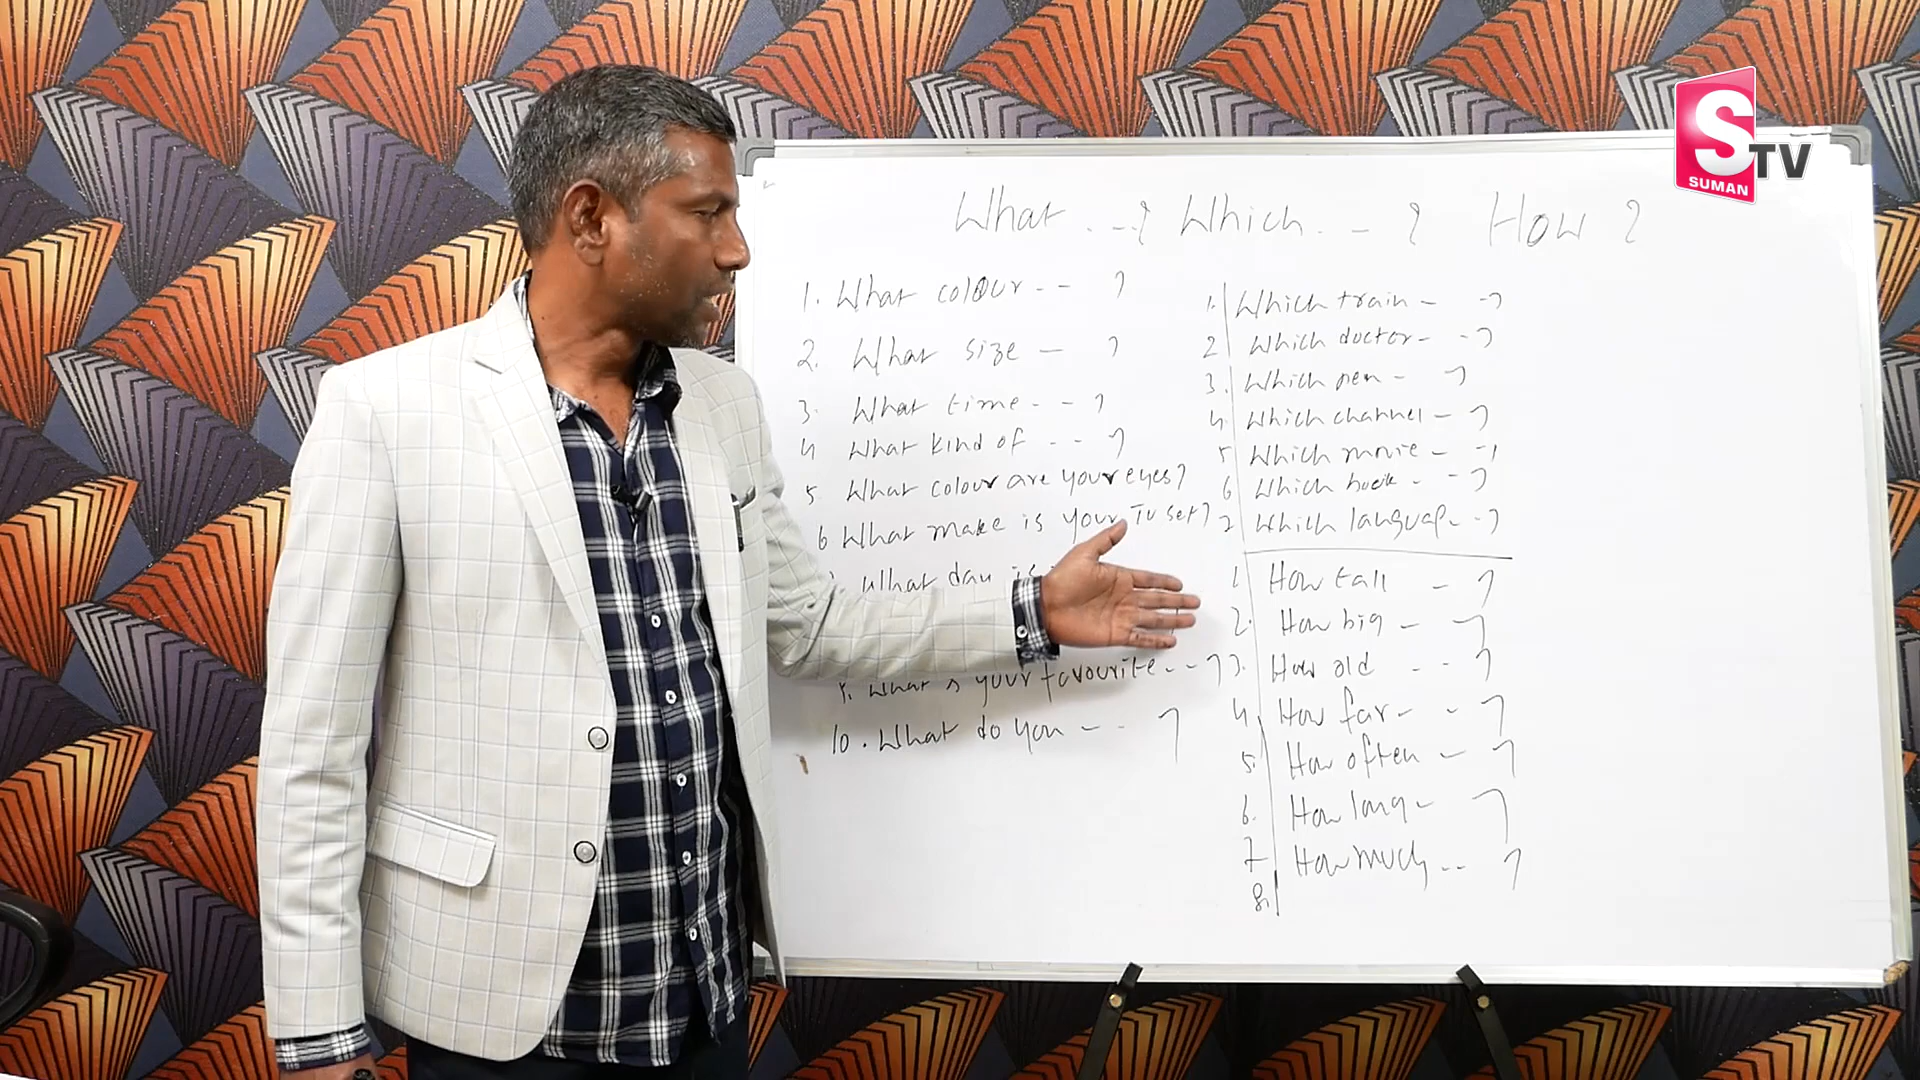 S TV
SUMAN
What . --? Which. - ? How ?
1. What colour -- ?
2. What size - ?
3. What time - - ?
4 What kind of -- ?
5 What colour are your eyes?
6 What make is your TV set?
What day is
What is your favourite -- ?
10. What do you -- ?
1. Which train - -?
2 Which doctor - -?
3. Which pen - ?
4. Which channel - ?
5 Which movie - -?
6 Which book - -?
7 Which language - -?
1 How tall - ?
2. How big - ?
3. How old - - ?
4 How far - - ?
5. How often - ?
6. How long - ?
7 How much -- ?
8.